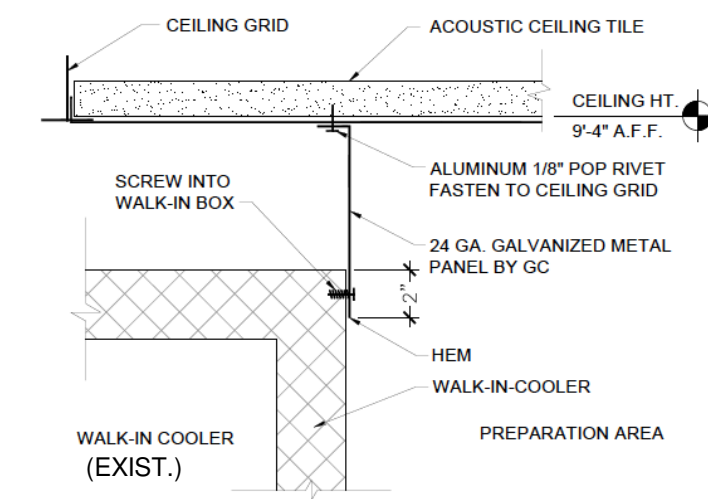 CEILING GRID
ACOUSTIC CEILING TILE
CEILING HT.
9'-4" A.F.F.
ALUMINUM 1/8" POP RIVET
FASTEN TO CEILING GRID
SCREW INTO
WALK-IN BOX
24 GA. GALVANIZED METAL
PANEL BY GC
2"
HEM
WALK-IN-COOLER
WALK-IN COOLER
(EXIST.)
PREPARATION AREA